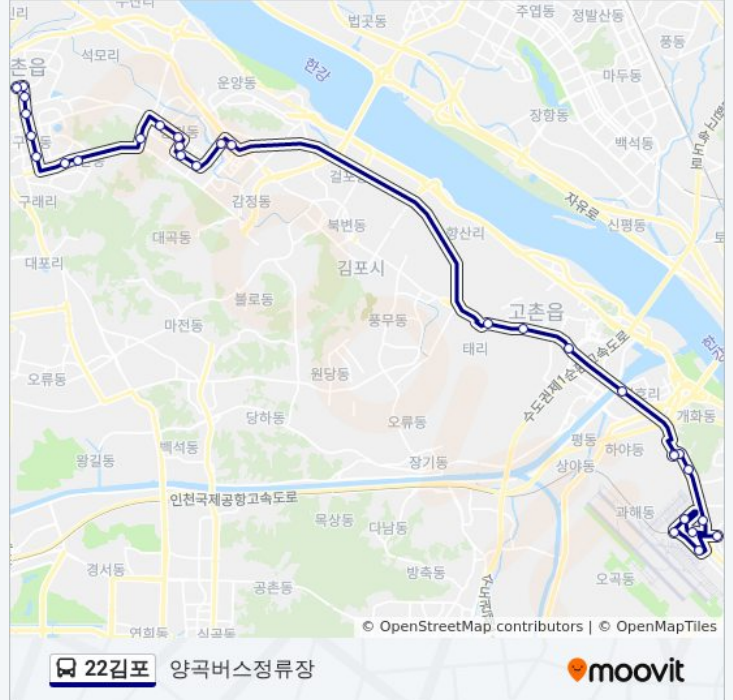 주엽동 정발산동
법곳동
풍동
석모리
촌읍
한강
운양동
마두동
장항동
백석동
구래리
감정동
걸포동
자유로
신평동
북변동
향산리
대곡동
대포리
김포시
불로동
고촌읍
마전동
풍무동
태리
수도권제1순환고속도로
원당동
오류동
당하동
오류동
개화동
평동
하야동
백석동
왕길동
장기동
상야동
인천국제공항고속도로
과해동
목상동
다남동
경서동
방축동
오곡동
공촌동
연희동
심곡동
© OpenStreetMap contributors | © OpenMapTiles
22김포 양곡버스정류장
moovit